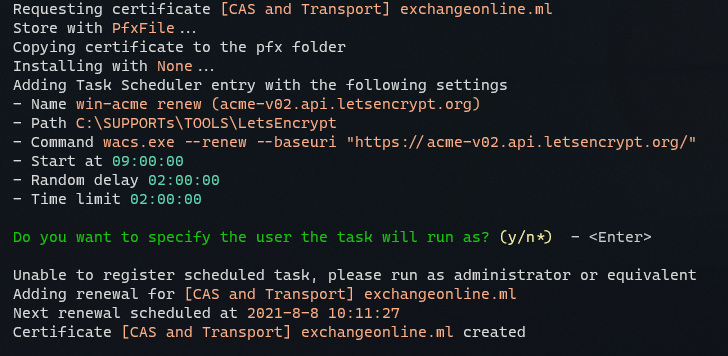 Requesting certificate [CAS and Transport] exchangeonline.ml
Store with PfxFile...
Copying certificate to the pfx folder
Installing with None...
Adding Task Scheduler entry with the following settings
- Name win-acme renew (acme-v02.api.letsencrypt.org)
- Path C:\SUPPORTs\TOOLS\LetsEncrypt
- Command wacs.exe --renew --baseuri "https://acme-v02.api.letsencrypt.org/"
- Start at 09:00:00
- Random delay 02:00:00
- Time limit 02:00:00
Do you want to specify the user the task will run as? (y/n*) - <Enter>
Unable to register scheduled task, please run as administrator or equivalent
Adding renewal for [CAS and Transport] exchangeonline.ml
Next renewal scheduled at 2021-8-8 10:11:27
Certificate [CAS and Transport] exchangeonline.ml created